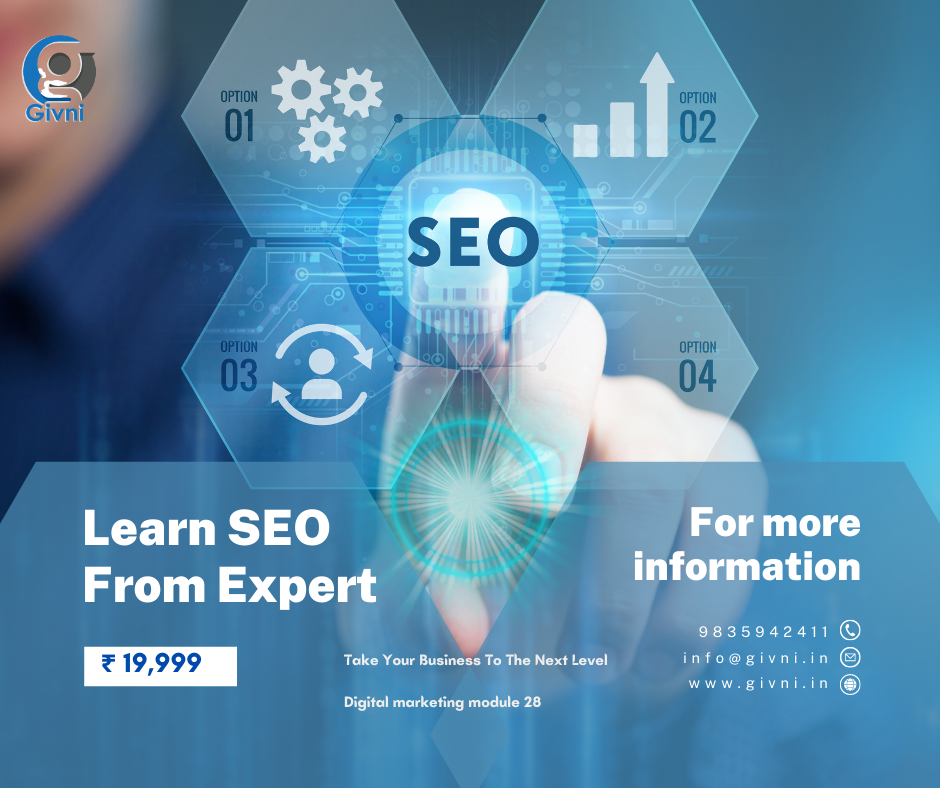 Givni
OPTION
01
OPTION
02
SEO
OPTION
03
OPTION
04
Learn SEO
From Expert
₹ 19,999
Take Your Business To The Next Level
Digital marketing module 28
For more
information
9835942411
info@givni.in
www.givni.in